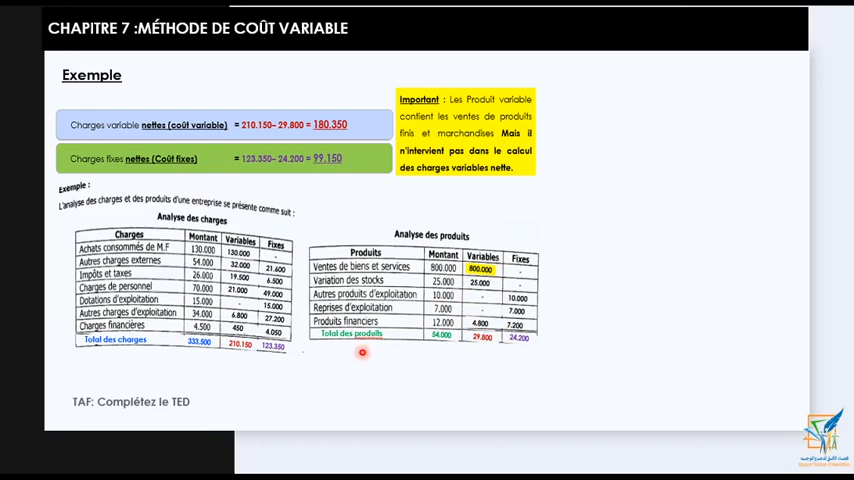 CHAPITRE 7 :MÉTHODE DE COÛT VARIABLE
Exemple
Charges variable nettes (coût variable) = 210.150– 29.800 = 180.350
Charges fixes nettes (Coût fixes) = 123.350– 24.200 = 99.150
Important : Les Produit variable
contient les ventes de produits
finis et marchandises Mais il
n'intervient pas dans le calcul
des charges variables nette.
Exemple :
L'analyse des charges et des produits d'une entreprise se présente comme suit :
Analyse des charges
Charges Montant Variables Fixes
Achats consommés de M.F 130.000 130.000 -
Autres charges externes 54.000 32.000 21.600
Impôts et taxes 26.000 19.500 6.500
Charges de personnel 70.000 21.000 49.000
Dotations d'exploitation 15.000 - 15.000
Autres charges d'exploitation 34.000 6.800 27.200
Charges financières 4.500 450 4.050
Total des charges 333.500 210.150 123.350
Analyse des produits
Produits Montant Variables Fixes
Ventes de biens et services 800.000 800.000 -
Variation des stocks 25.000 25.000 -
Autres produits d'exploitation 10.000 - 10.000
Reprises d'exploitation 7.000 - 7.000
Produits financiers 12.000 4.800 7.200
Total des produits 54.000 29.800 24.200
TAF: Complétez le TED